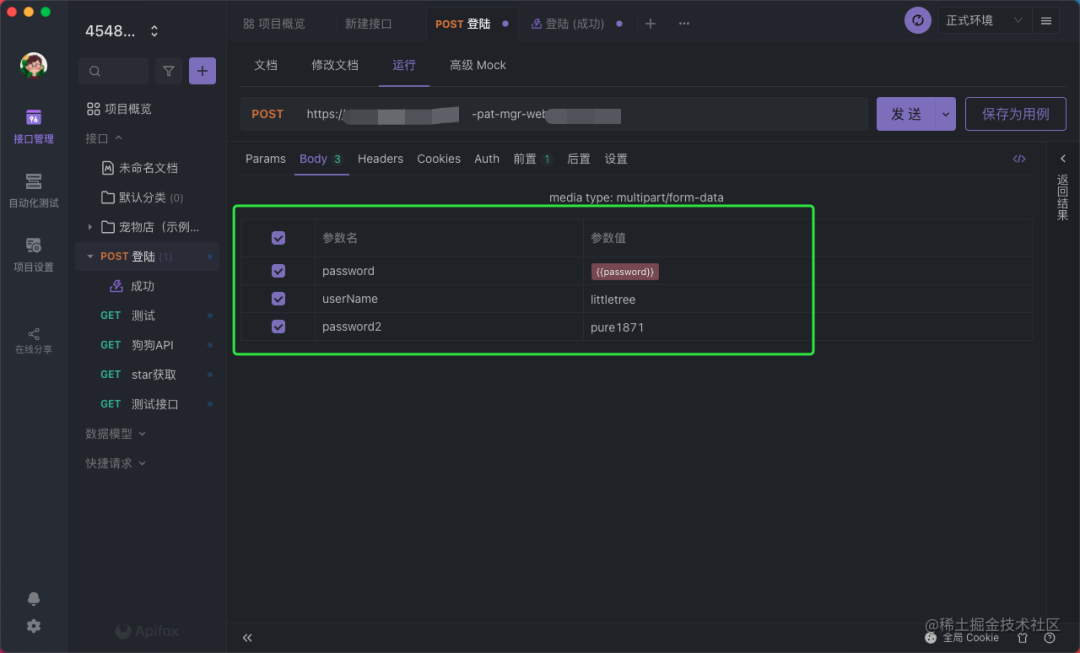 4548...
项目概览
新建接口
POST 登陆
登陆 (成功)
正式环境
接口管理
自动化测试
项目设置
在线分享
项目概览
接口
未命名文档
默认分类 (0)
宠物店（示例...
POST 登陆 (1)
成功
GET 测试
GET 狗狗API
GET star获取
GET 测试接口
数据模型
快捷请求
Apifox
文档
修改文档
运行
高级 Mock
POST https:/ -pat-mgr-web
发 送
保存为用例
Params Body 3 Headers Cookies Auth 前置 1 后置 设置
返回结果
media type: multipart/form-data
参数名 参数值
password {{password}}
userName littletree
password2 pure1871
@稀土掘金技术社区
全局 Cookie